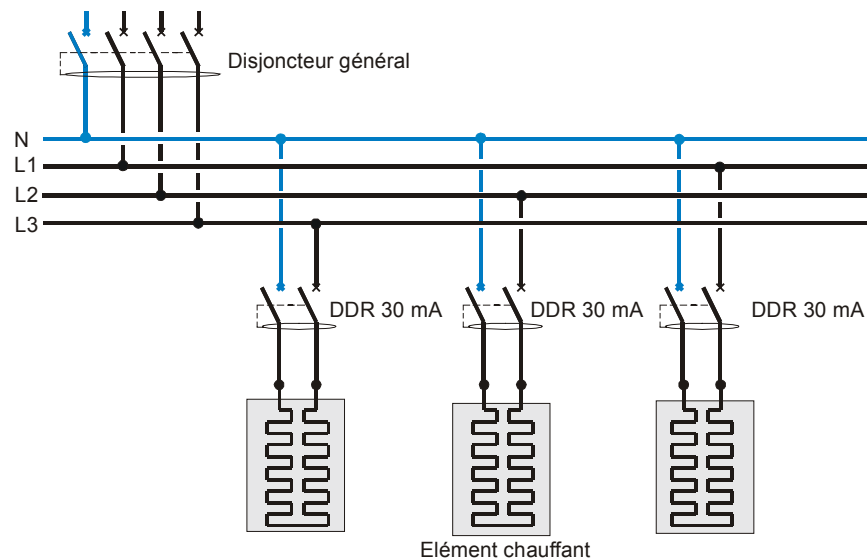 Disjoncteur général
N
L1
L2
L3
DDR 30 mA
DDR 30 mA
DDR 30 mA
Elément chauffant